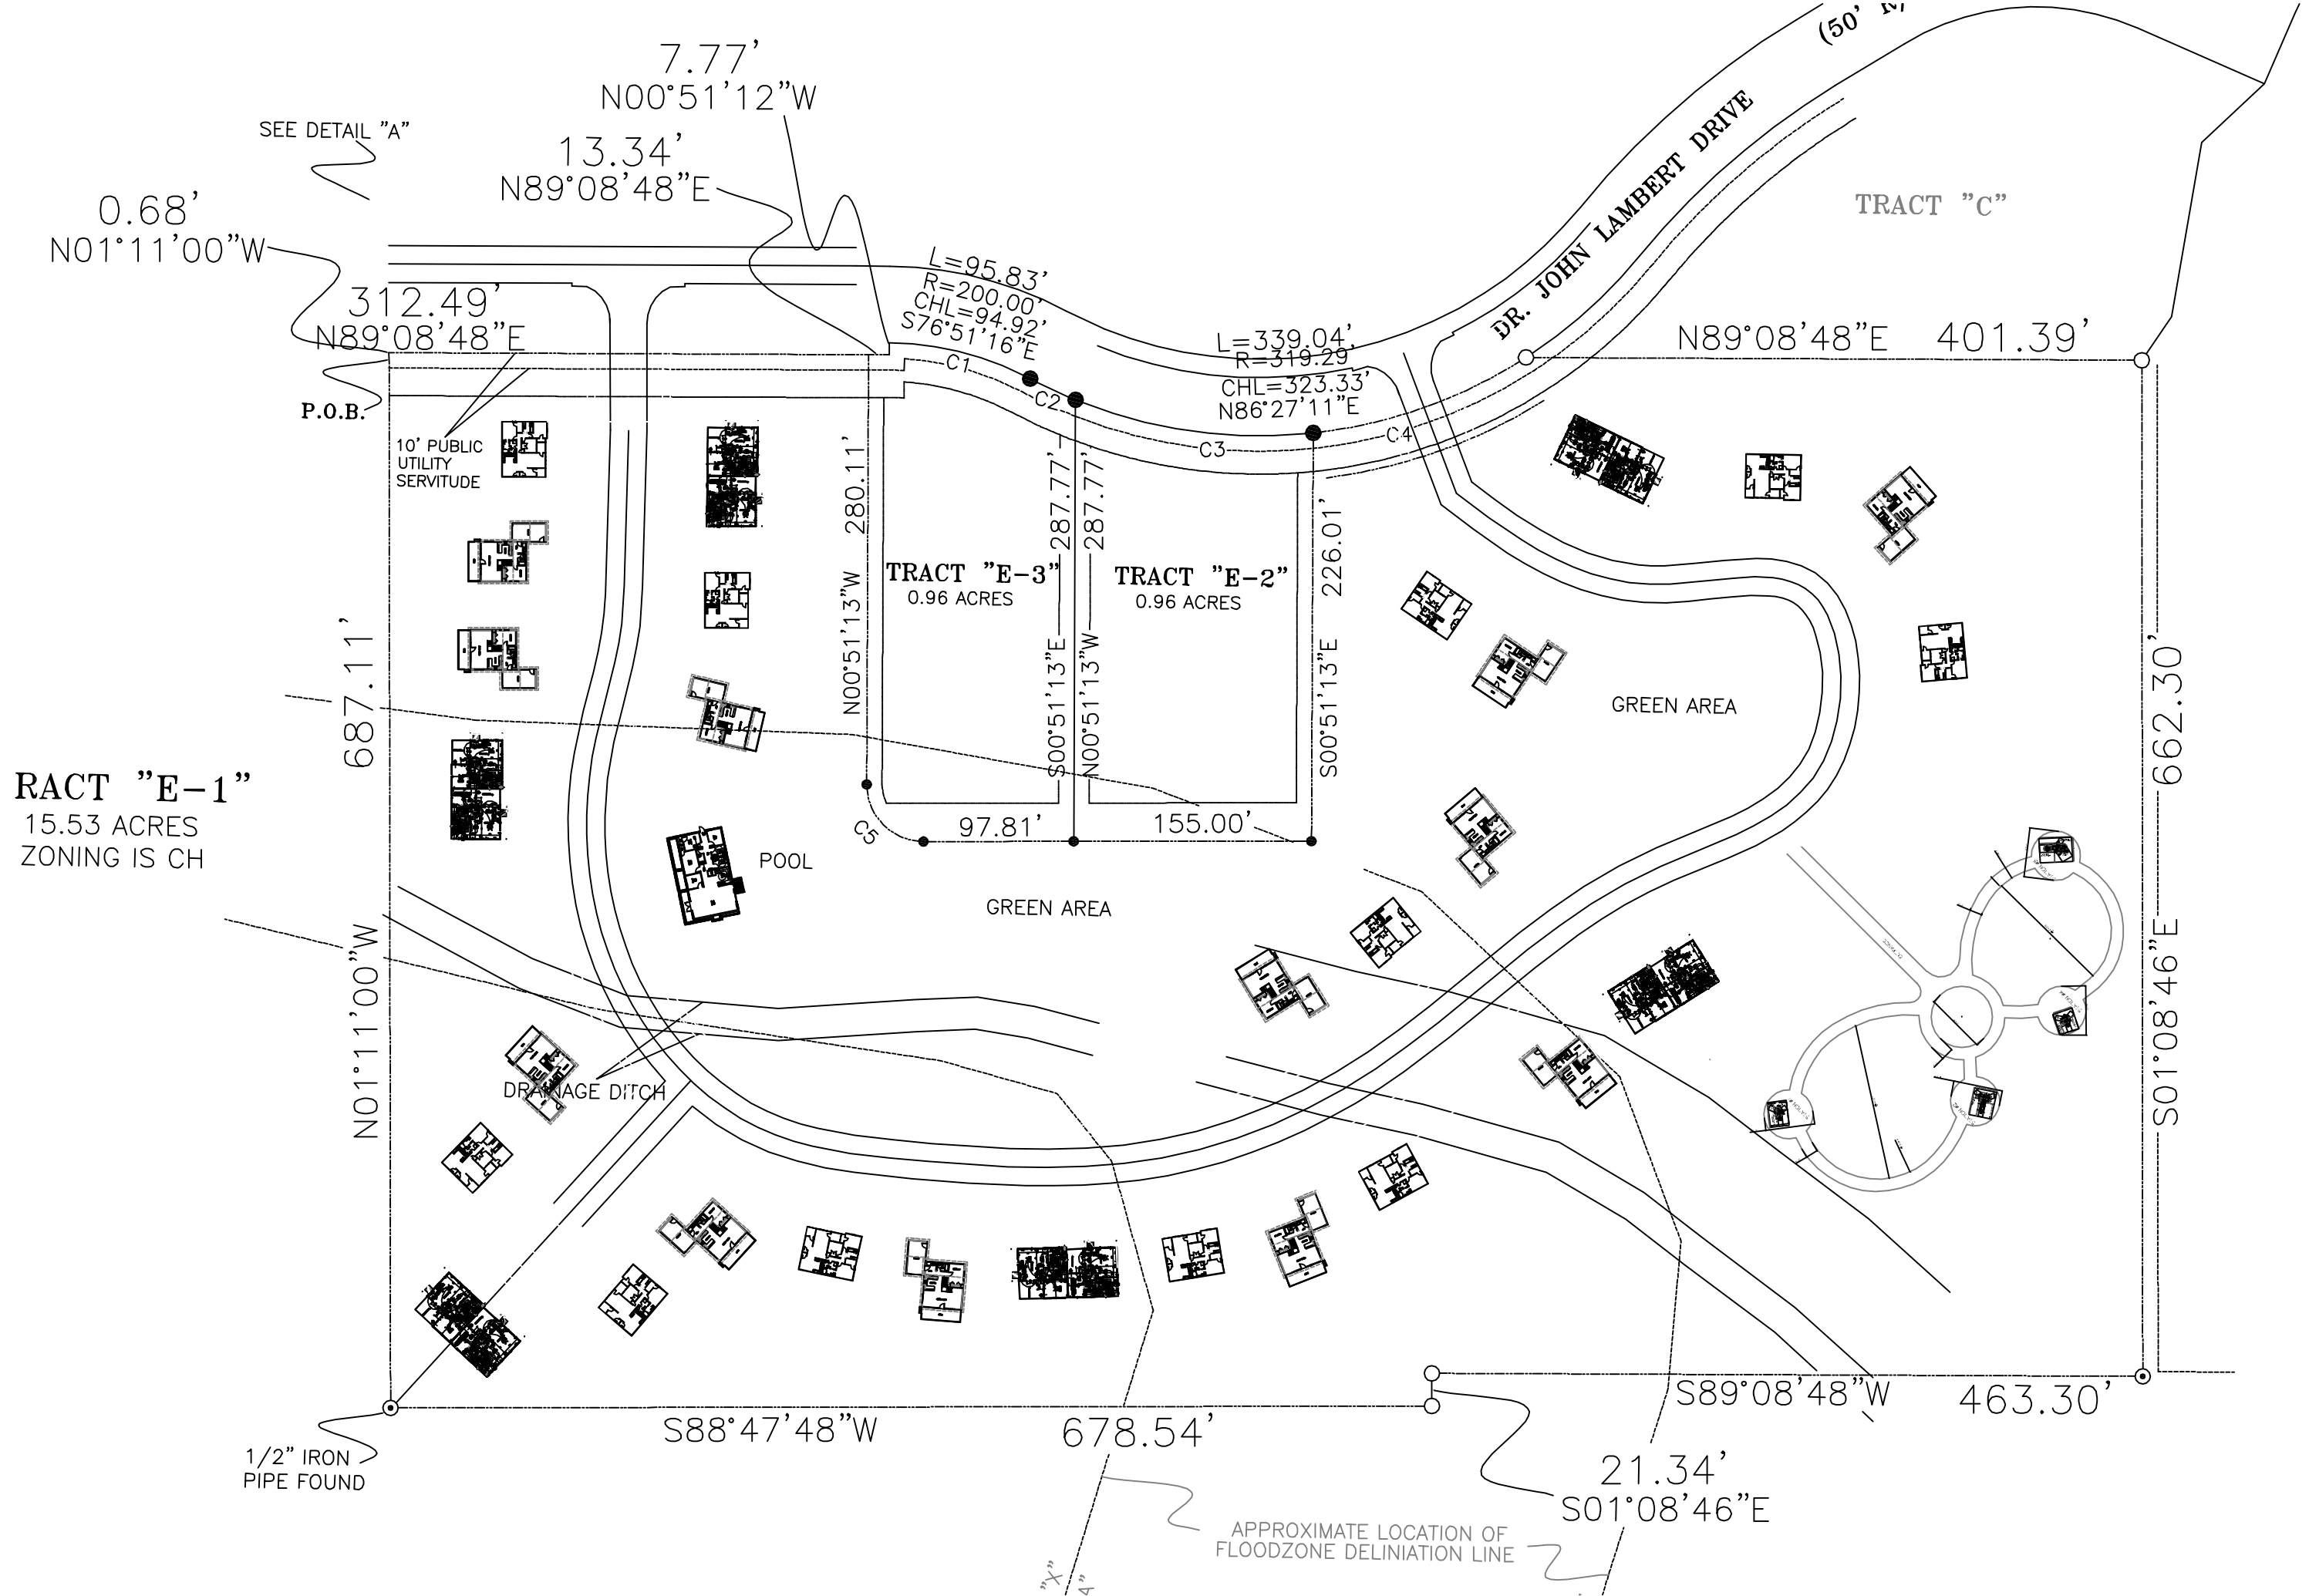 (50' R/
7.77'
N00°51'12"W
SEE DETAIL "A"
13.34'
N89°08'48"E
0.68'
N01°11'00"W
DR. JOHN LAMBERT DRIVE
TRACT "C"
312.49'
N89°08'48"E
L=95.83'
R=200.00'
CHL=94.92'
S76°51'16"E
L=339.04'
R=319.29
CHL=323.33'
N86°27'11"E
N89°08'48"E 401.39'
P.O.B.
C1
C2
C3
C4
10' PUBLIC
UTILITY
SERVITUDE
N00°51'13"W 280.11'
S00°51'13"E 287.77'
N00°51'13"W 287.77'
S00°51'13"E 226.01'
TRACT "E-3"
0.96 ACRES
TRACT "E-2"
0.96 ACRES
N01°11'00"W 687.11'
S01°08'46"E 662.30'
GREEN AREA
RACT "E-1"
15.53 ACRES
ZONING IS CH
C5
97.81'
155.00'
POOL
GREEN AREA
DRAINAGE DITCH
S88°47'48"W 678.54'
S89°08'48"W 463.30'
1/2" IRON
PIPE FOUND
21.34'
S01°08'46"E
APPROXIMATE LOCATION OF
FLOODZONE DELINIATION LINE
"X"
A"